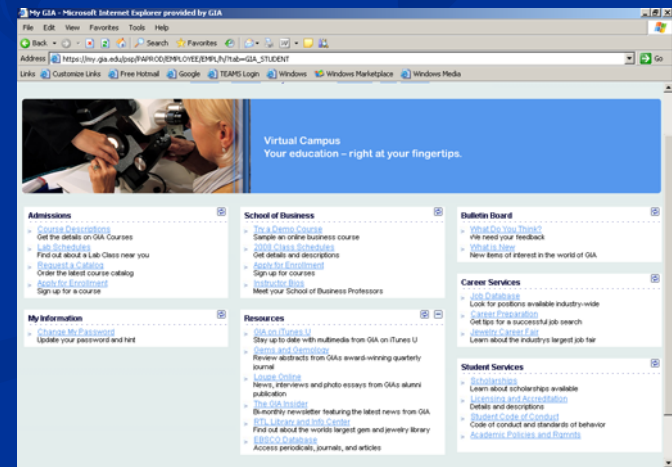 My GIA - Microsoft Internet Explorer provided by GIA
File Edit View Favorites Tools Help
Back Search Favorites
Address https://my.gia.edu/psp/PAPROD/EMPLOYEE/EMPL/h/?tab=GIA_STUDENT Go
Links Customize Links Free Hotmail Google TEAMS Login Windows Windows Marketplace Windows Media
Virtual Campus
Your education – right at your fingertips.
Admissions
Course Descriptions
Get the details on GIA Courses
Lab Schedules
Find out about a Lab Class near you
Request a Catalog
Order the latest course catalog
Apply for Enrollment
Sign up for a course
My Information
Change My Password
Update your password and hint
School of Business
Try a Demo Course
Sample an online business course
2008 Class Schedules
Get details and descriptions
Apply for Enrollment
Sign up for courses
Instructor Bios
Meet your School of Business Professors
Resources
GIA on iTunes U
Stay up to date with multimedia from GIA on iTunes U
Gems and Gemology
Review abstracts from GIAs award-winning quarterly
journal
Loupe Online
News, interviews and photo essays from GIAs alumni
publication
The GIA Insider
Bi-monthly newsletter featuring the latest news from GIA
RTL Library and Info Center
Find out about the worlds largest gem and jewelry library
EBSCO Database
Access periodicals, journals, and articles
Bulletin Board
What Do You Think?
We need your feedback
What is New
New items of interest in the world of GIA.
Career Services
Job Database
Look for positions available industry-wide
Career Preparation
Get tips for a successful job search
Jewelry Career Fair
Learn about the industrys largest job fair
Student Services
Scholarships
Learn about scholarships available
Licensing and Accreditation
Details and descriptions
Student Code of Conduct
Code of conduct and standards of behavior
Academic Policies and Rqmnts